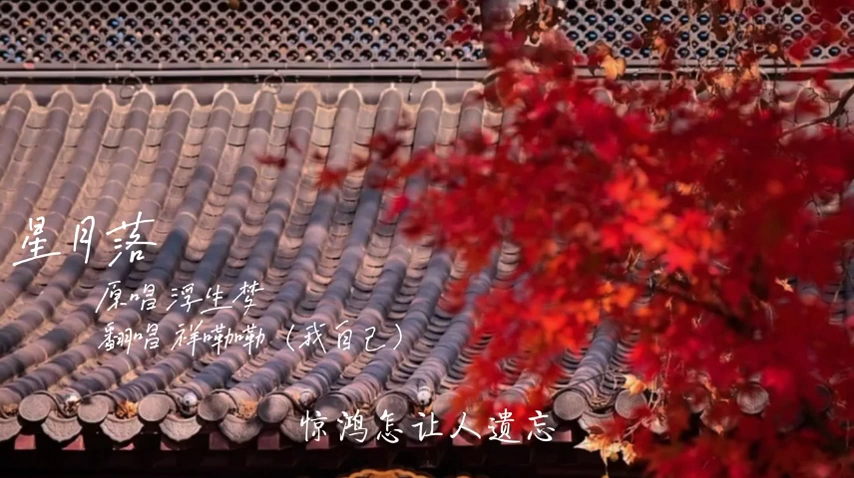 星月落
原唱 浮生梦
翻唱 祥嘞嘞（我自己）
惊鸿怎让人遗忘